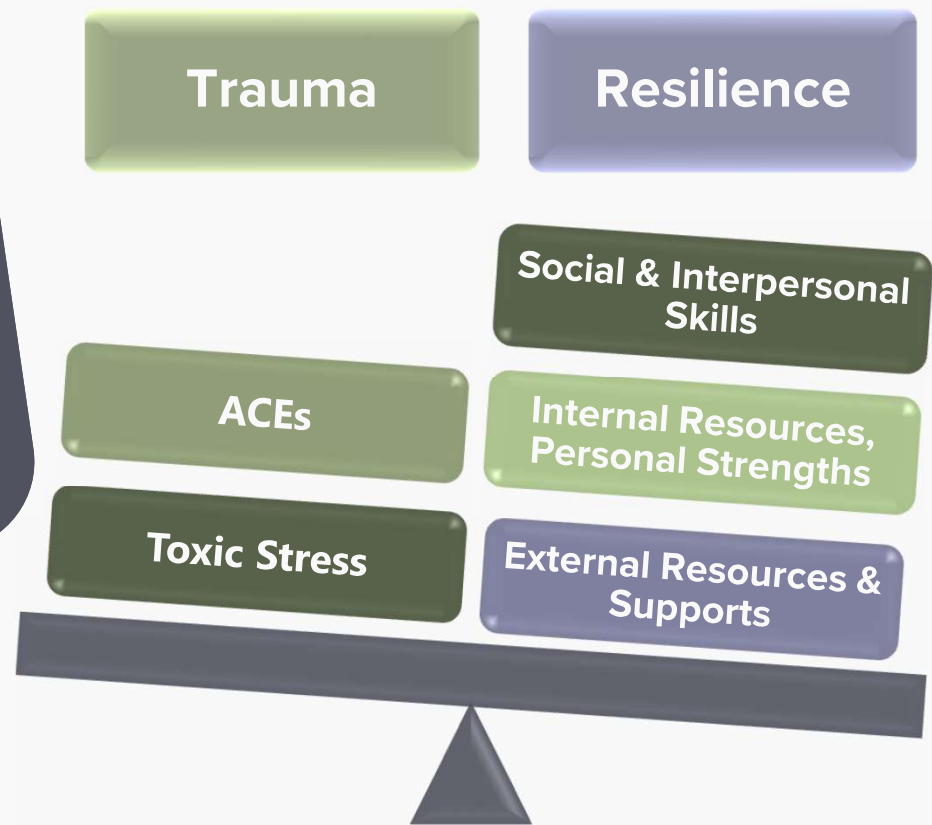 Trauma
Resilience
Social & Interpersonal
Skills
ACEs
Internal Resources,
Personal Strengths
Toxic Stress
External Resources &
Supports